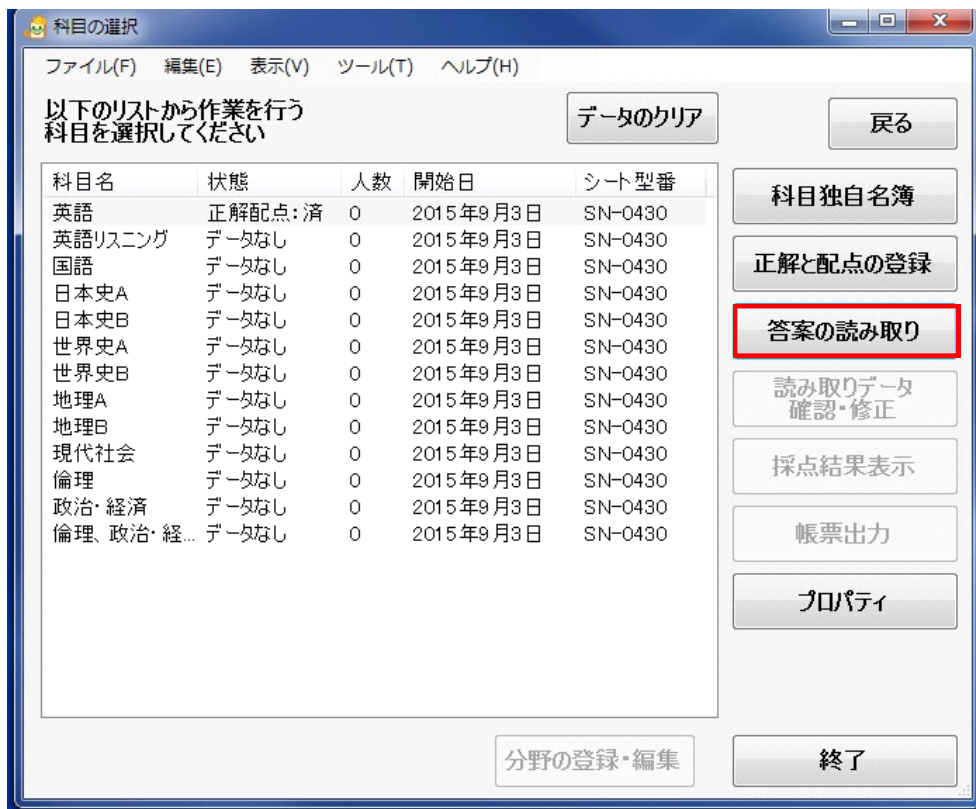 科目の選択
ファイル(F) 編集(E) 表示(V) ツール(T) ヘルプ(H)
以下のリストから作業を行う
科目を選択してください
データのクリア
戻る
科目名 状態 人数 開始日 シート型番
英語 正解配点:済 0 2015年9月3日 SN-0430
英語リスニング データなし 0 2015年9月3日 SN-0430
国語 データなし 0 2015年9月3日 SN-0430
日本史A データなし 0 2015年9月3日 SN-0430
日本史B データなし 0 2015年9月3日 SN-0430
世界史A データなし 0 2015年9月3日 SN-0430
世界史B データなし 0 2015年9月3日 SN-0430
地理A データなし 0 2015年9月3日 SN-0430
地理B データなし 0 2015年9月3日 SN-0430
現代社会 データなし 0 2015年9月3日 SN-0430
倫理 データなし 0 2015年9月3日 SN-0430
政治・経済 データなし 0 2015年9月3日 SN-0430
倫理、政治・経... データなし 0 2015年9月3日 SN-0430
科目独自名簿
正解と配点の登録
答案の読み取り
読み取りデータ
確認・修正
採点結果表示
帳票出力
プロパティ
分野の登録・編集
終了